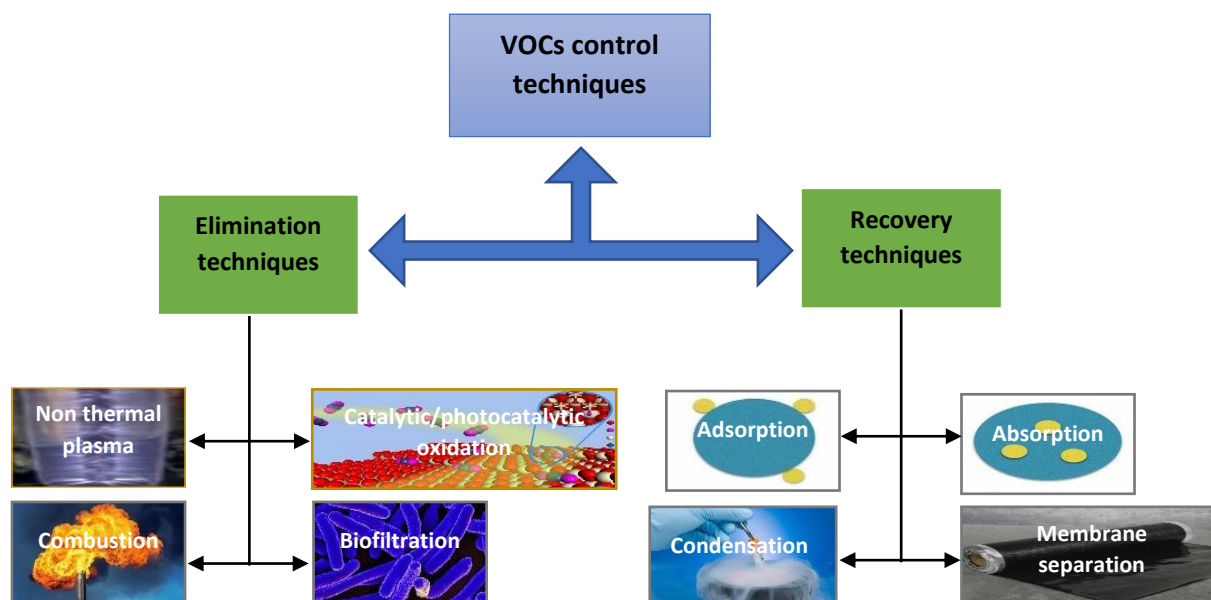 VOCs control
techniques
Elimination
techniques
Recovery
techniques
Non thermal
plasma
Catalytic/photocatalytic
oxidation
Adsorption
Absorption
Combustion
Biofiltration
Condensation
Membrane
separation